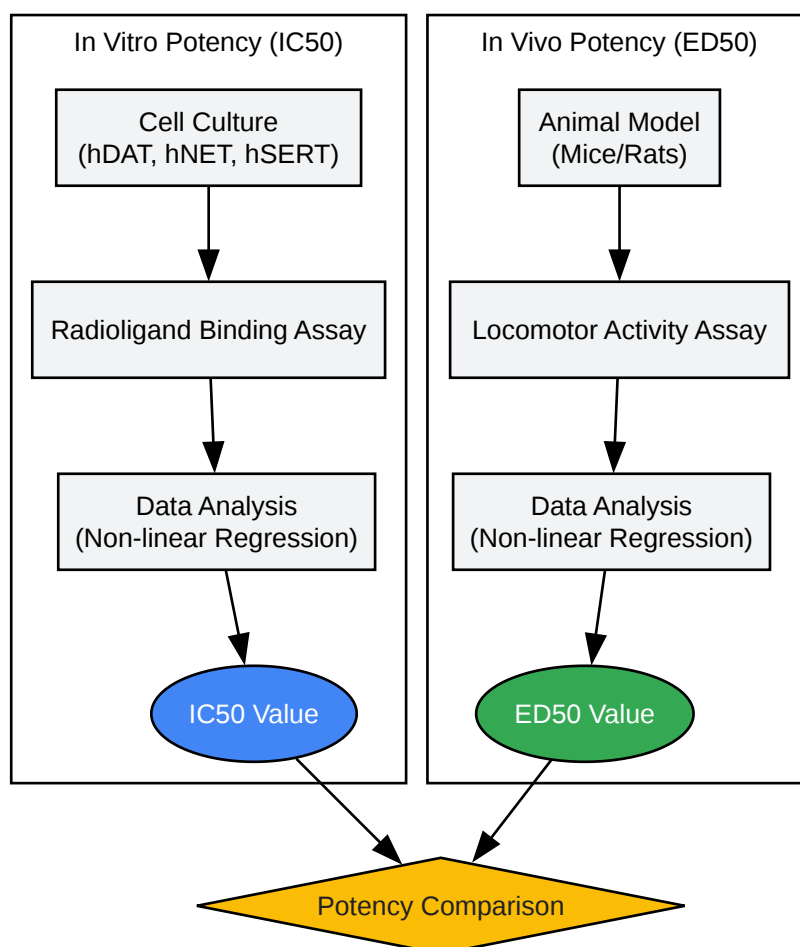 In Vitro Potency (IC50)
Cell Culture
(hDAT, hNET, hSERT)
Radioligand Binding Assay
Data Analysis
(Non-linear Regression)
IC50 Value
In Vivo Potency (ED50)
Animal Model
(Mice/Rats)
Locomotor Activity Assay
Data Analysis
(Non-linear Regression)
ED50 Value
Potency Comparison